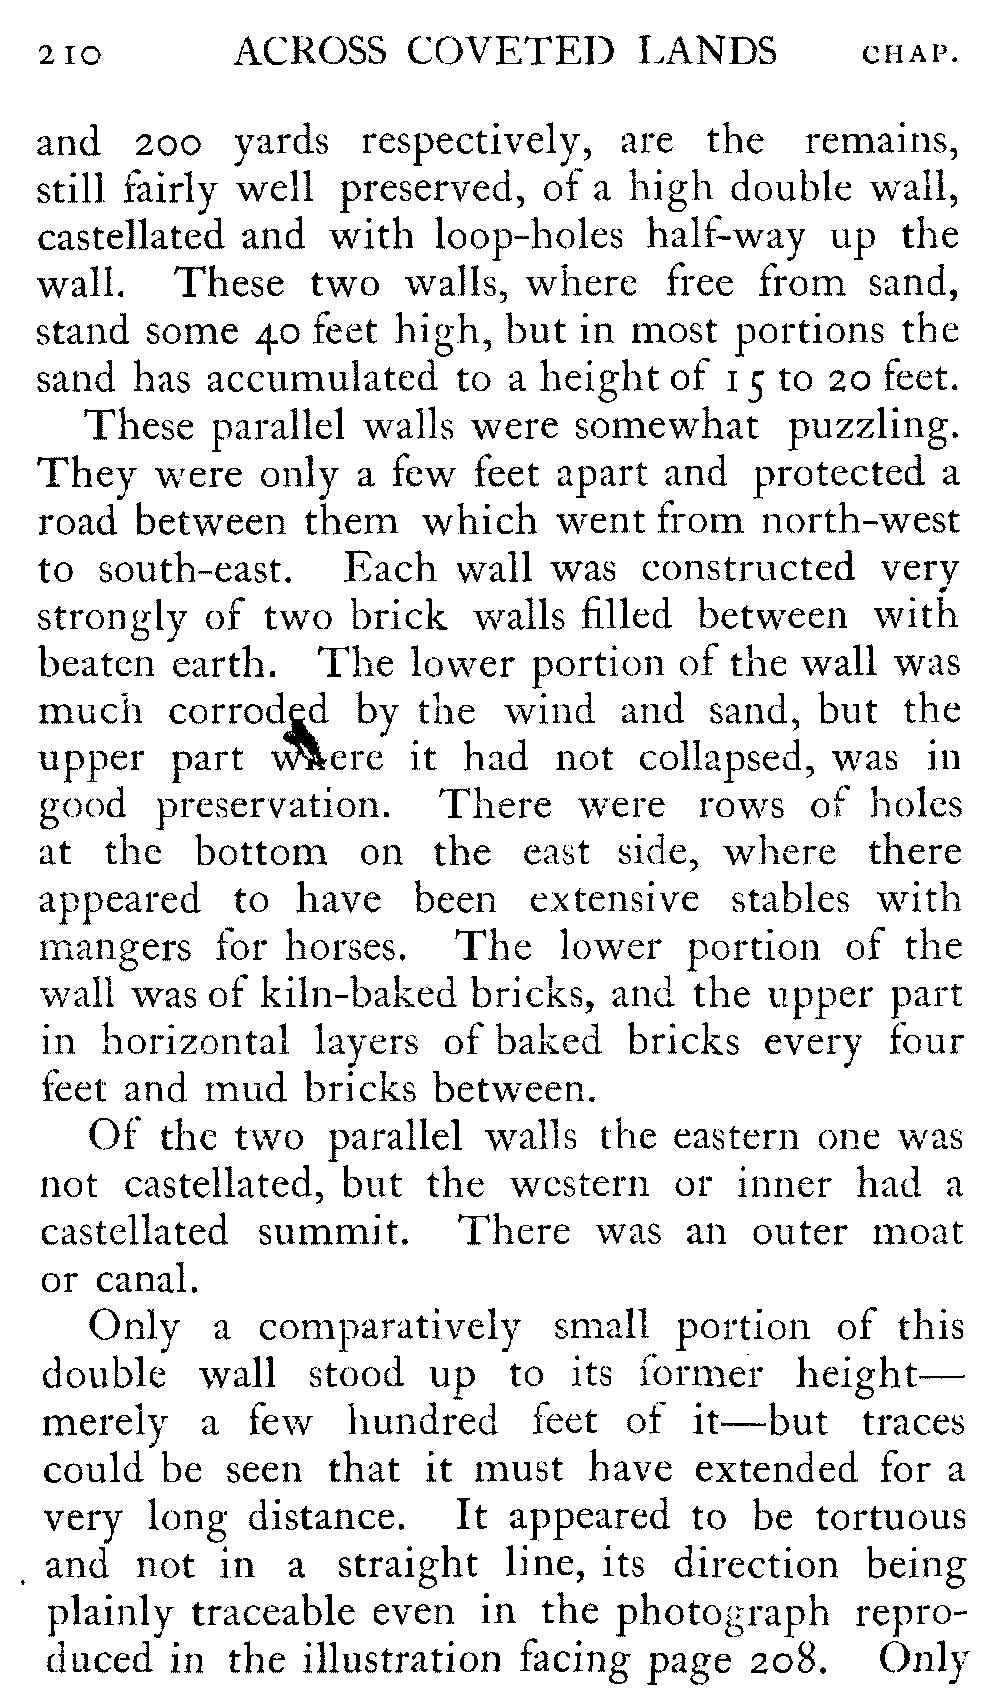 210 ACROSS COVETED LANDS CHAP.
and 200 yards respectively, are the remains,
still fairly well preserved, of a high double wall,
castellated and with loop-holes half-way up the
wall. These two walls, where free from sand,
stand some 40 feet high, but in most portions the
sand has accumulated to a height of 15 to 20 feet.
These parallel walls were somewhat puzzling.
They were only a few feet apart and protected a
road between them which went from north-west
to south-east. Each wall was constructed very
strongly of two brick walls filled between with
beaten earth. The lower portion of the wall was
much corroded by the wind and sand, but the
upper part where it had not collapsed, was in
good preservation. There were rows of holes
at the bottom on the east side, where there
appeared to have been extensive stables with
mangers for horses. The lower portion of the
wall was of kiln-baked bricks, and the upper part
in horizontal layers of baked bricks every four
feet and mud bricks between.
Of the two parallel walls the eastern one was
not castellated, but the western or inner had a
castellated summit. There was an outer moat
or canal.
Only a comparatively small portion of this
double wall stood up to its former height—
merely a few hundred feet of it—but traces
could be seen that it must have extended for a
very long distance. It appeared to be tortuous
and not in a straight line, its direction being
plainly traceable even in the photograph repro-
duced in the illustration facing page 208. Only